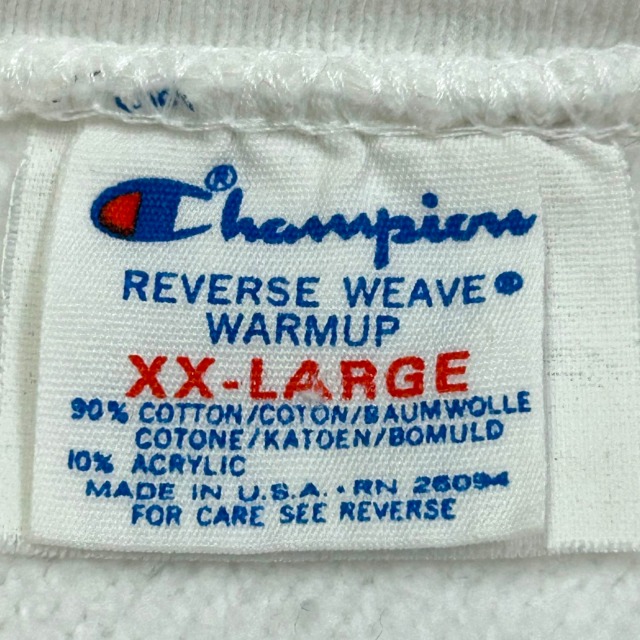 Champion®
REVERSE WEAVE®
WARMUP
XX-LARGE
90% COTTON/COTON/BAUMWOLLE
COTONE/KATOEN/BOMULD
10% ACRYLIC
MADE IN U.S.A. • RN 26094
FOR CARE SEE REVERSE